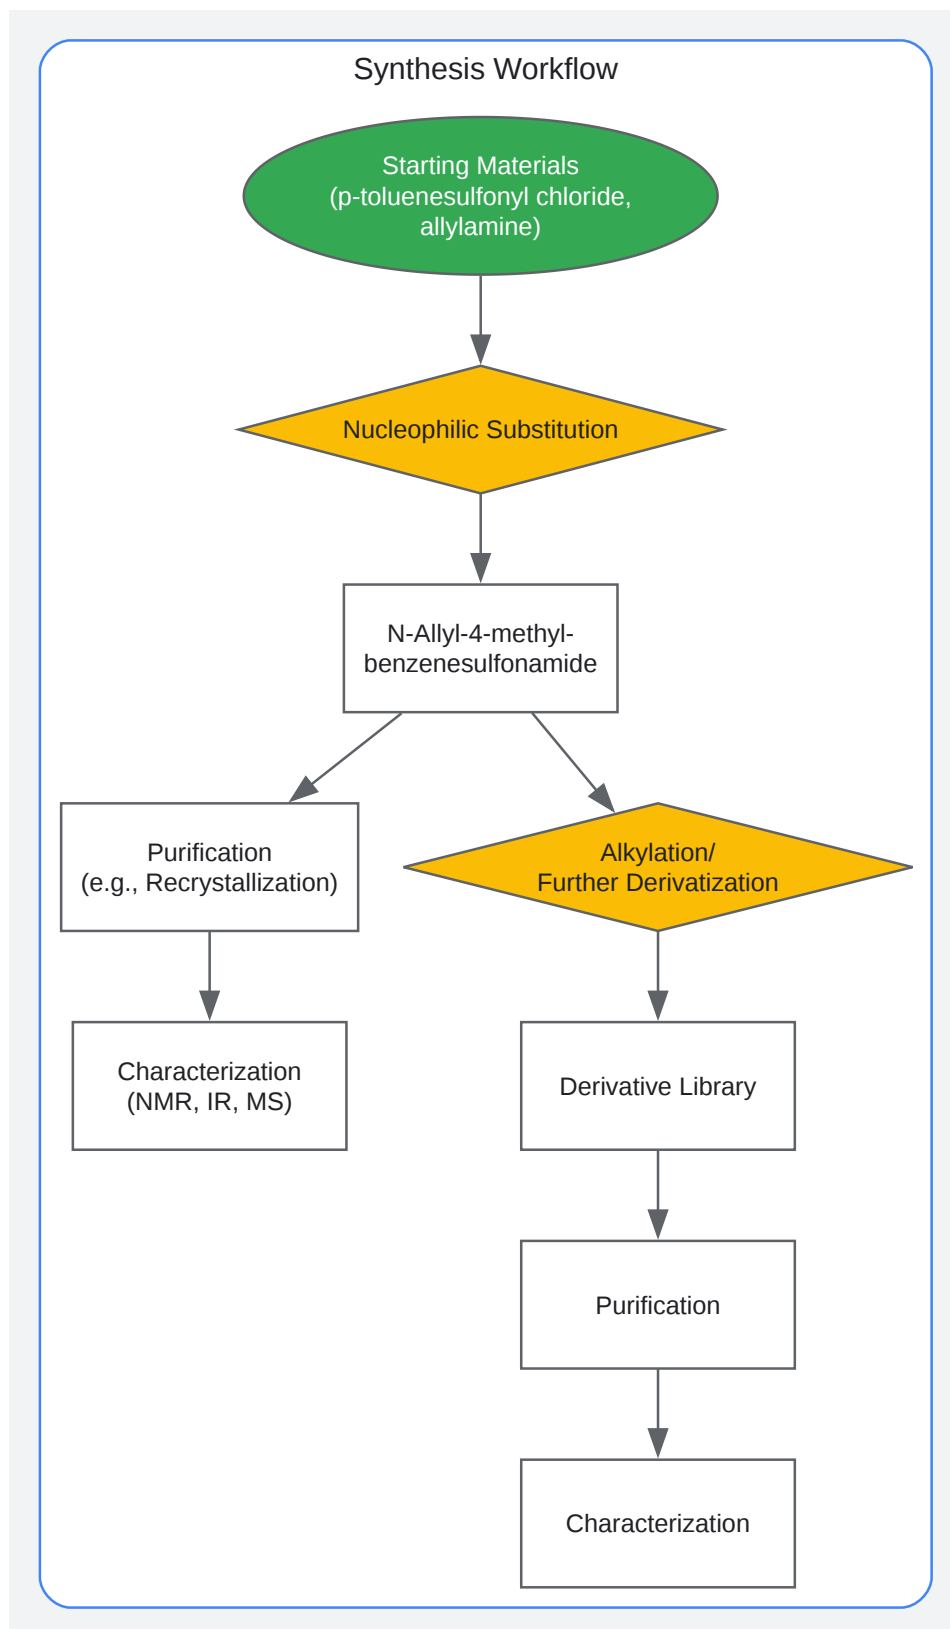 Synthesis Workflow
Starting Materials
(p-toluenesulfonyl chloride,
allylamine)
Nucleophilic Substitution
N-Allyl-4-methyl-
benzenesulfonamide
Purification
(e.g., Recrystallization)
Alkylation/
Further Derivatization
Characterization
(NMR, IR, MS)
Derivative Library
Purification
Characterization